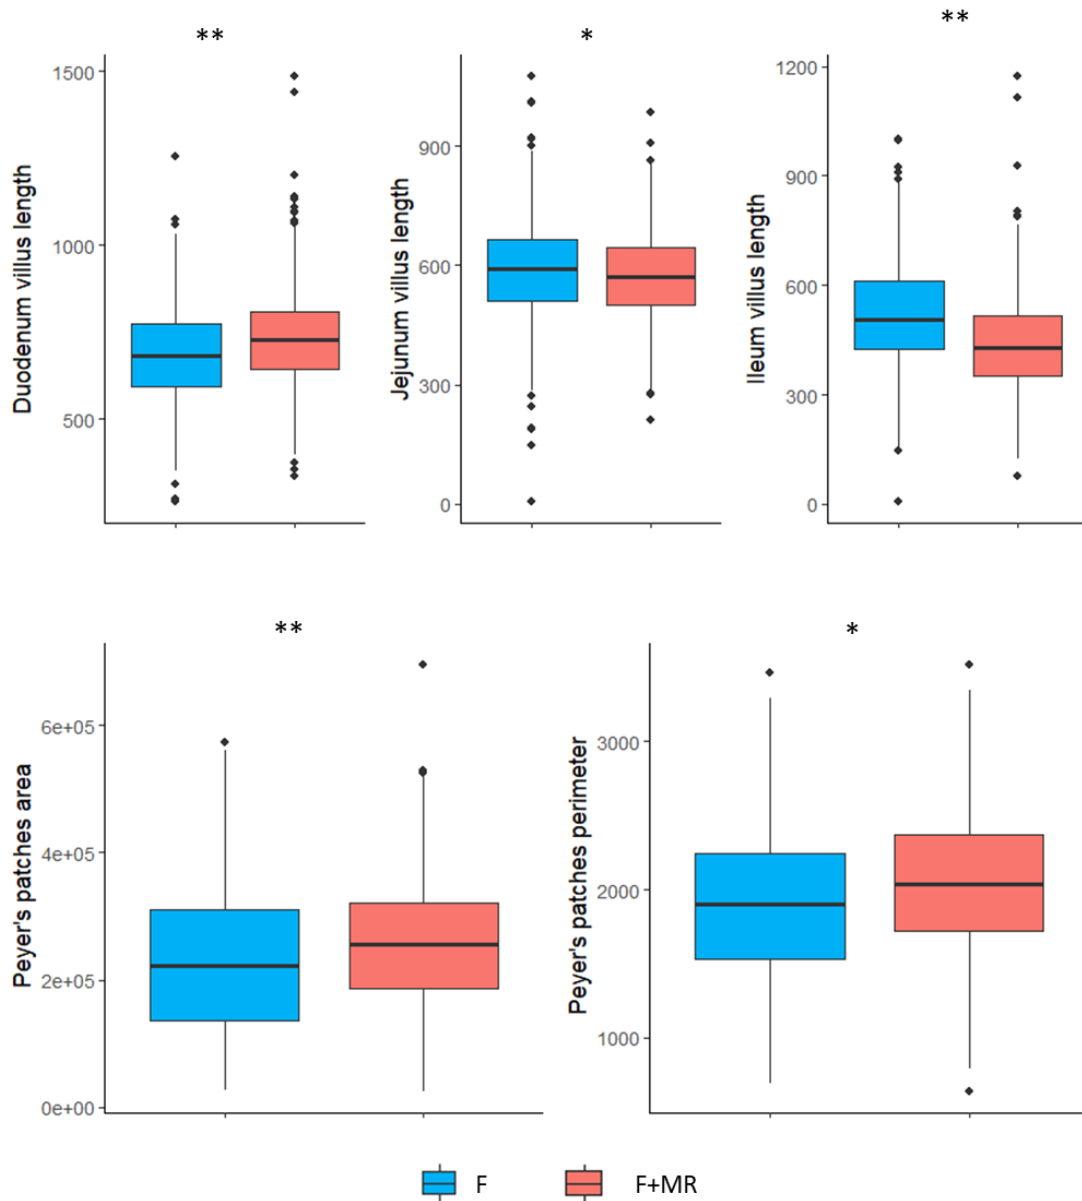 ** * **
Duodenum villus length
1500
1000
500
Jejunum villus length
900
600
300
0
Ileum villus length
1200
900
600
300
0
** *
Peyer's patches area
6e+05
4e+05
2e+05
0e+00
Peyer's patches perimeter
3000
2000
1000
F F+MR